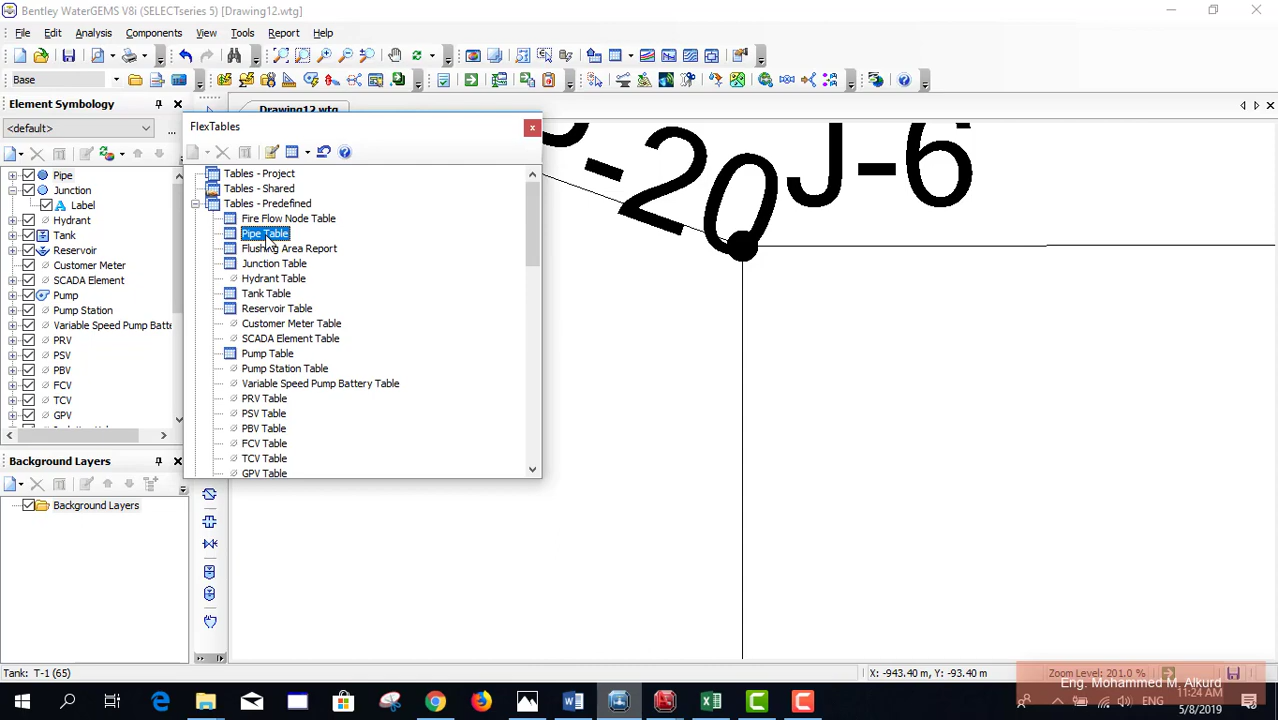 Bentley WaterGEMS V8i (SELECTseries 5) [Drawing12.wtg]
File Edit Analysis Components View Tools Report Help
Base
Element Symbology
<default>
...
Pipe
Junction
Label
Hydrant
Tank
Reservoir
Customer Meter
SCADA Element
Pump
Pump Station
Variable Speed Pump Batte
PRV
PSV
PBV
FCV
TCV
GPV
Background Layers
Background Layers
Drawing12.wtg
FlexTables
Tables - Project
Tables - Shared
Tables - Predefined
Fire Flow Node Table
Pipe Table
Flushing Area Report
Junction Table
Hydrant Table
Tank Table
Reservoir Table
Customer Meter Table
SCADA Element Table
Pump Table
Pump Station Table
Variable Speed Pump Battery Table
PRV Table
PSV Table
PBV Table
FCV Table
TCV Table
GPV Table
-20
J-6
Tank: T-1 (65)
X: -943.40 m, Y: -93.40 m
Zoom Level: 201.0 %
Eng. Mohammed M. Alkurd
ENG
11:24 AM
5/8/2019